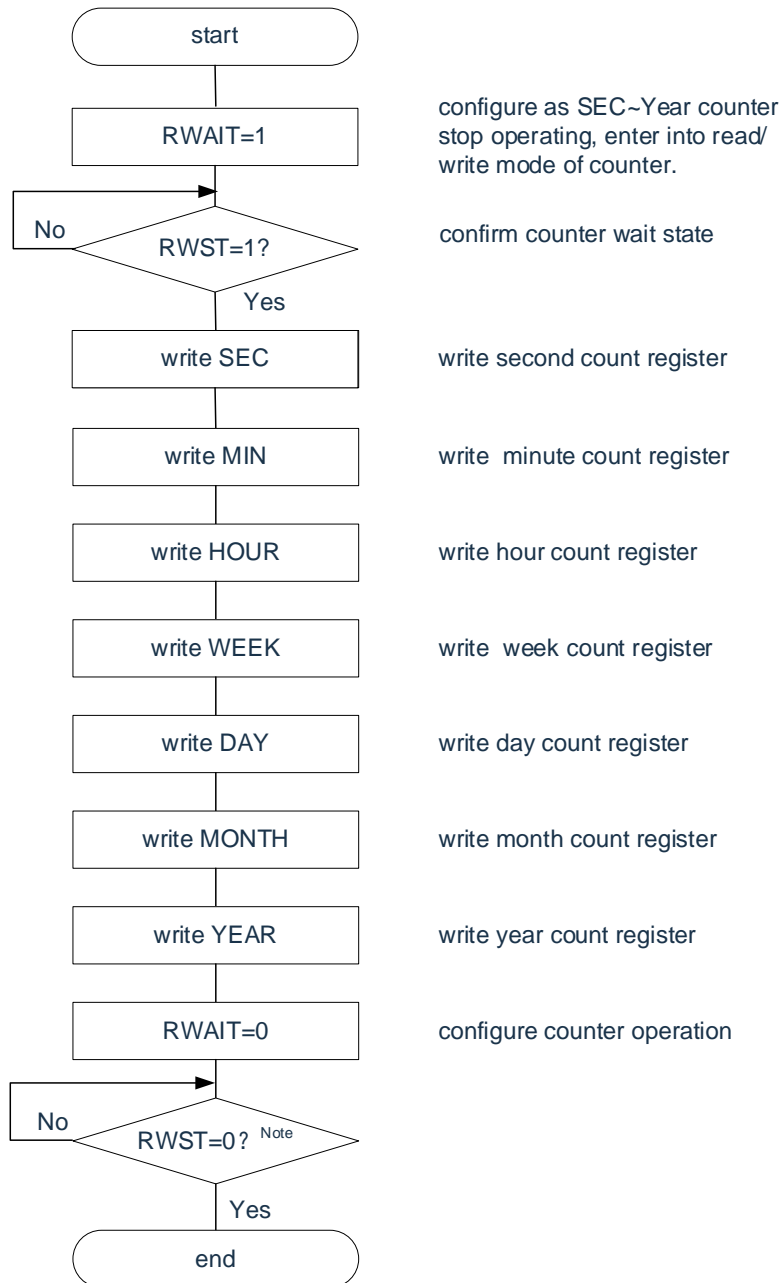 start
RWAIT=1
configure as SEC~Year counter
stop operating, enter into read/
write mode of counter.
No
RWST=1?
confirm counter wait state
Yes
write SEC
write second count register
write MIN
write  minute count register
write HOUR
write hour count register
write WEEK
write  week count register
write DAY
write day count register
write MONTH
write month count register
write YEAR
write year count register
RWAIT=0
configure counter operation
No
RWST=0? Note
Yes
end